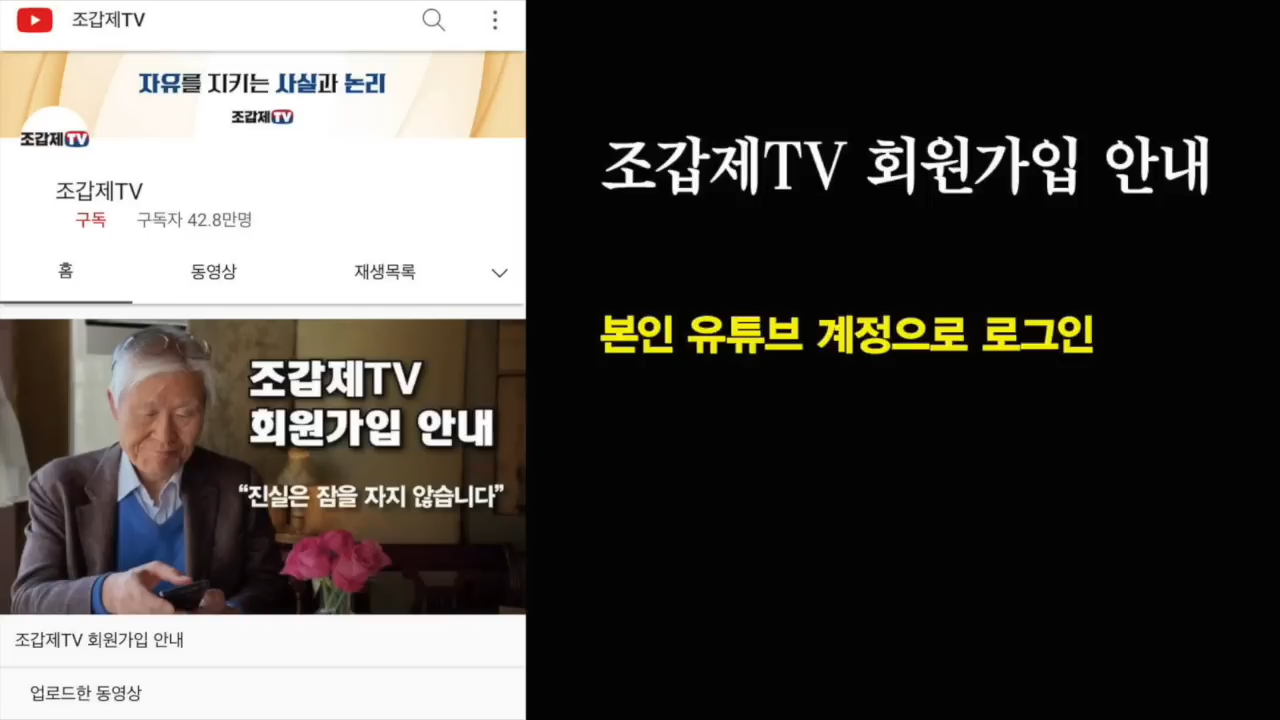 조갑제TV
자유를 지키는 사실과 논리
조갑제TV
조갑제TV
조갑제TV
구독 구독자 42.8만명
홈 동영상 재생목록
조갑제TV
회원가입 안내
“진실은 잠을 자지 않습니다”
조갑제TV 회원가입 안내
업로드한 동영상
조갑제TV 회원가입 안내
본인 유튜브 계정으로 로그인